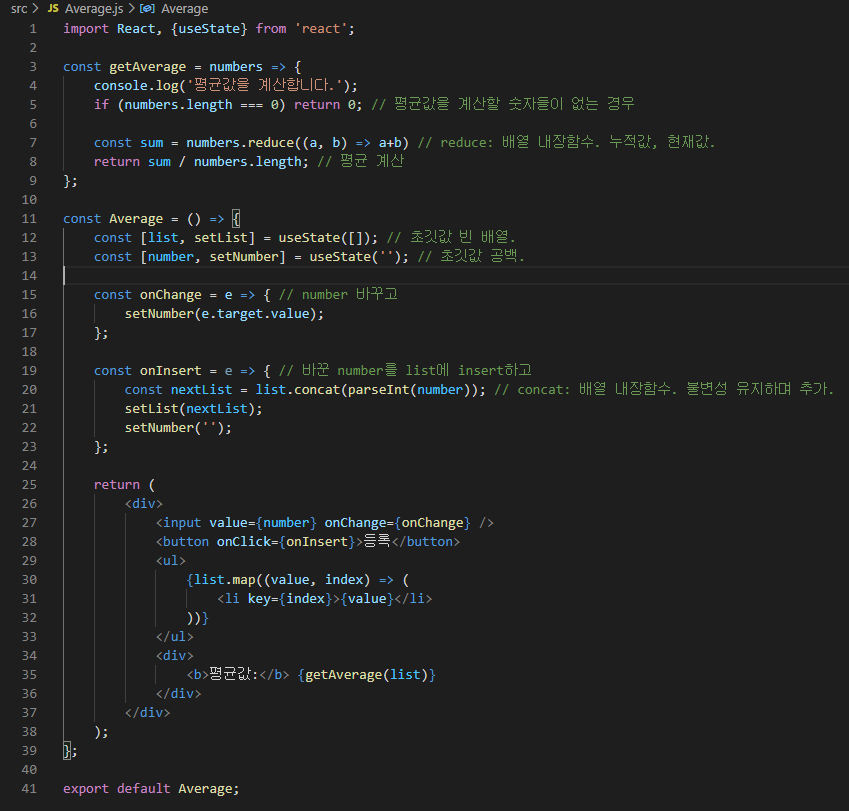 src > JS Average.js > Average
1 import React, {useState} from 'react';
2
3 const getAverage = numbers => {
4     console.log('평균값을 계산합니다.');
5     if (numbers.length === 0) return 0; // 평균값을 계산할 숫자들이 없는 경우
6
7     const sum = numbers.reduce((a, b) => a+b) // reduce: 배열 내장함수. 누적값, 현재값.
8     return sum / numbers.length; // 평균 계산
9 };
10
11 const Average = () => {
12     const [list, setList] = useState([]); // 초깃값 빈 배열.
13     const [number, setNumber] = useState(''); // 초깃값 공백.
14
15     const onChange = e => { // number 바꾸고
16         setNumber(e.target.value);
17     };
18
19     const onInsert = e => { // 바꾼 number를 list에 insert하고
20         const nextList = list.concat(parseInt(number)); // concat: 배열 내장함수. 불변성 유지하며 추가.
21         setList(nextList);
22         setNumber('');
23     };
24
25     return (
26         <div>
27             <input value={number} onChange={onChange} />
28             <button onClick={onInsert}>등록</button>
29             <ul>
30                 {list.map((value, index) => (
31                     <li key={index}>{value}</li>
32                 ))}
33             </ul>
34             <div>
35                 <b>평균값:</b> {getAverage(list)}
36             </div>
37         </div>
38     );
39 };
40
41 export default Average;